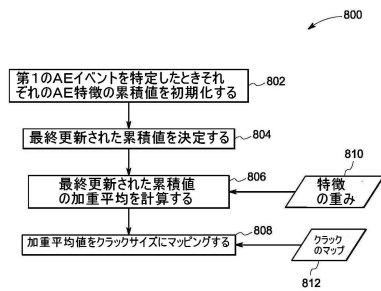 800
第1のAEイベントを特定したときそれ
ぞれのAE特徴の累積値を初期化する
802
最終更新された累積値を決定する
804
最終更新された累積値
の加重平均を計算する
806
810
特徴
の重み
加重平均値をクラックサイズにマッピングする
808
クラック
のマップ
812